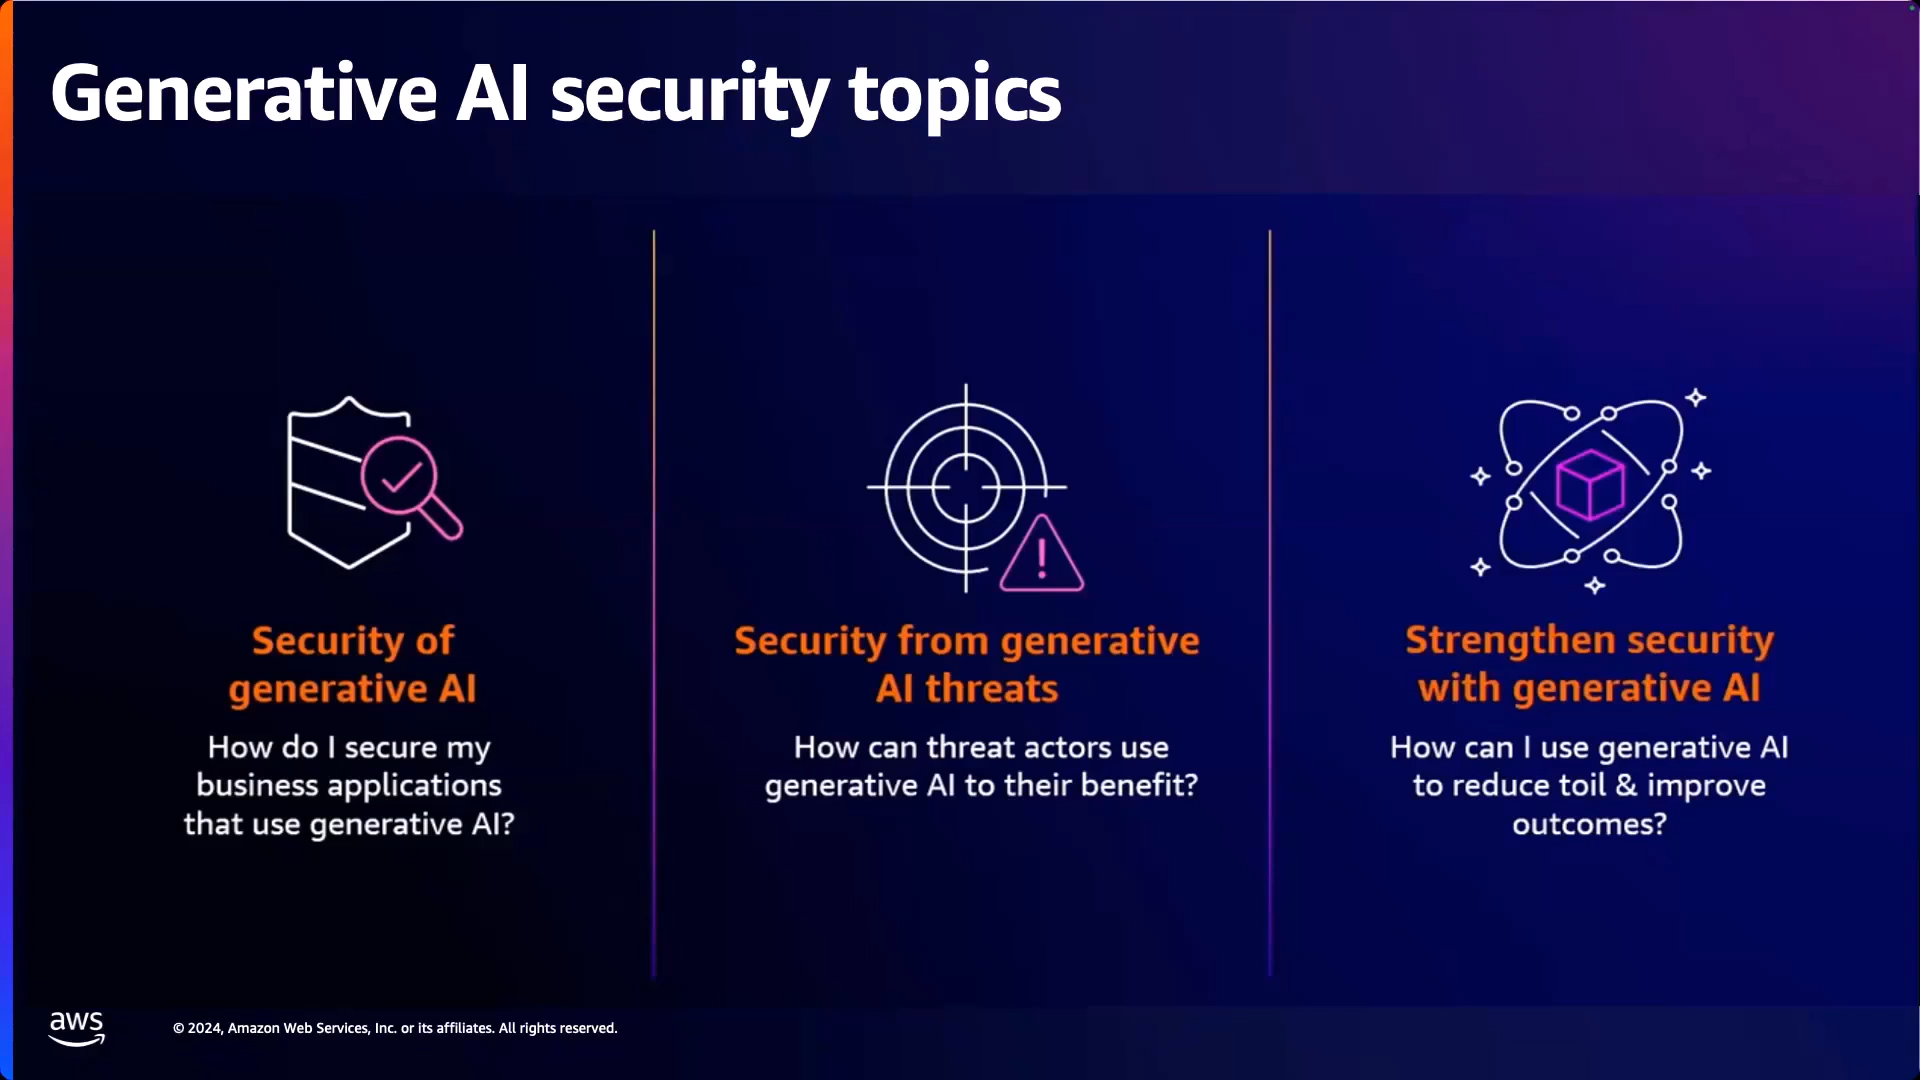 Generative AI security topics
Security of
generative AI
How do I secure my
business applications
that use generative AI?
Security from generative
AI threats
How can threat actors use
generative AI to their benefit?
Strengthen security
with generative AI
How can I use generative AI
to reduce toil & improve
outcomes?
aws
© 2024, Amazon Web Services, Inc. or its affiliates. All rights reserved.